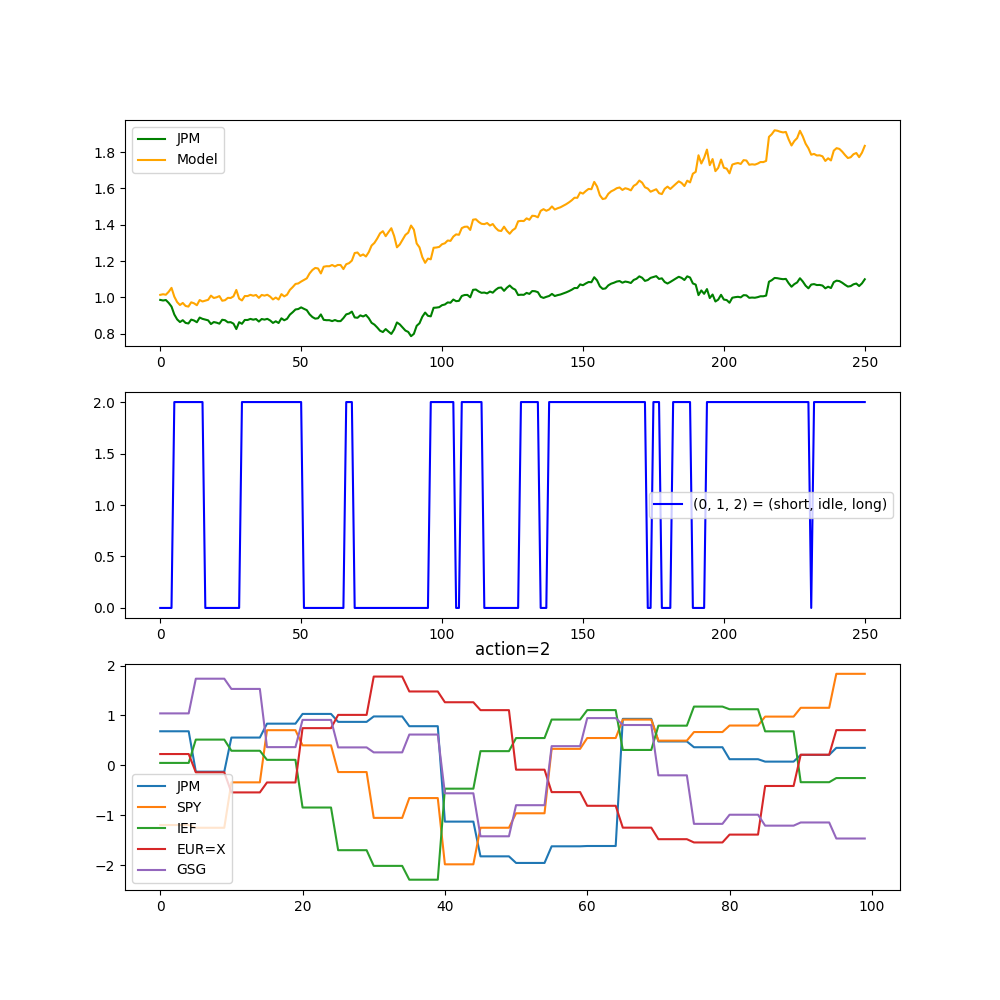 JPM
Model
1.8
1.6
1.4
1.2
1.0
0.8
0 50 100 150 200 250
2.0
1.5
1.0
0.5
0.0
(0, 1, 2) = (short, idle, long)
0 50 100 150 200 250
action=2
2
1
0
−1
−2
JPM
SPY
IEF
EUR=X
GSG
0 20 40 60 80 100